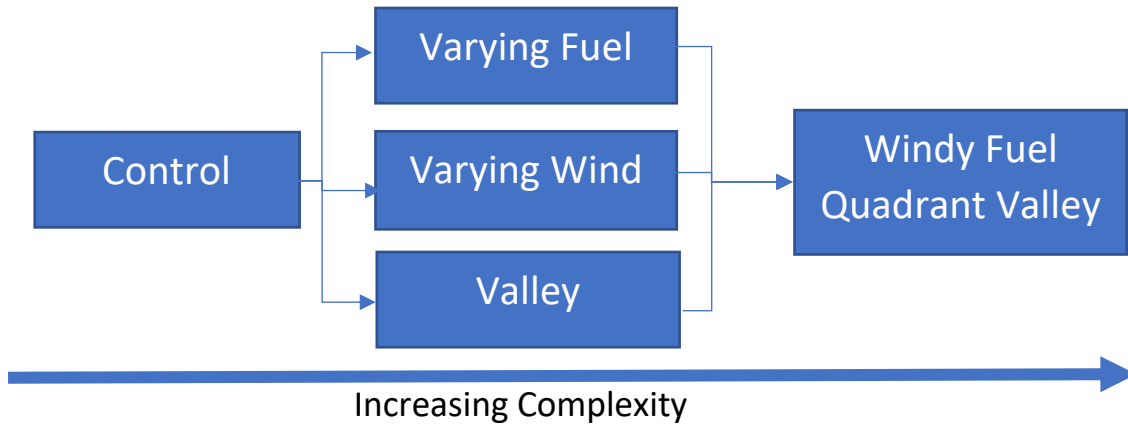 Varying Fuel
Control
Varying Wind
Windy Fuel
Quadrant Valley
Valley
Increasing Complexity